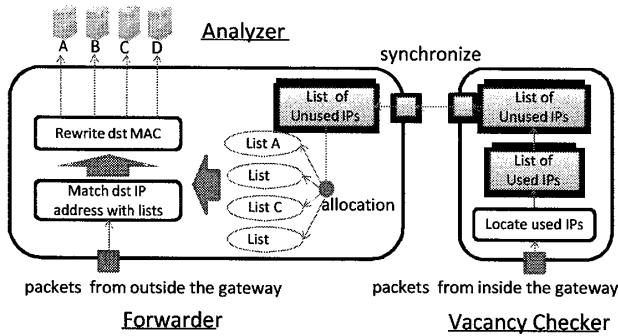 Analyzer
A B C D
synchronize
List of
Unused IPs
List of
Unused IPs
Rewrite dst MAC
List A
List
List C
List
allocation
Match dst IP
address with lists
List of
Used IPs
Locate used IPs
packets from outside the gateway
packets from inside the gateway
Forwarder
Vacancy Checker